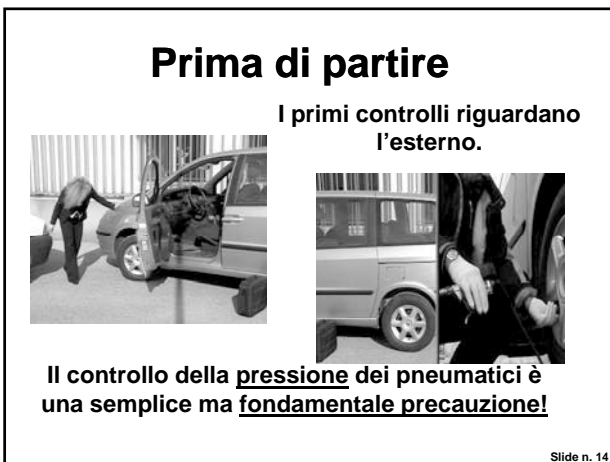 Prima di partire
I primi controlli riguardano
l'esterno.
Il controllo della pressione dei pneumatici è
una semplice ma fondamentale precauzione!
Slide n. 14